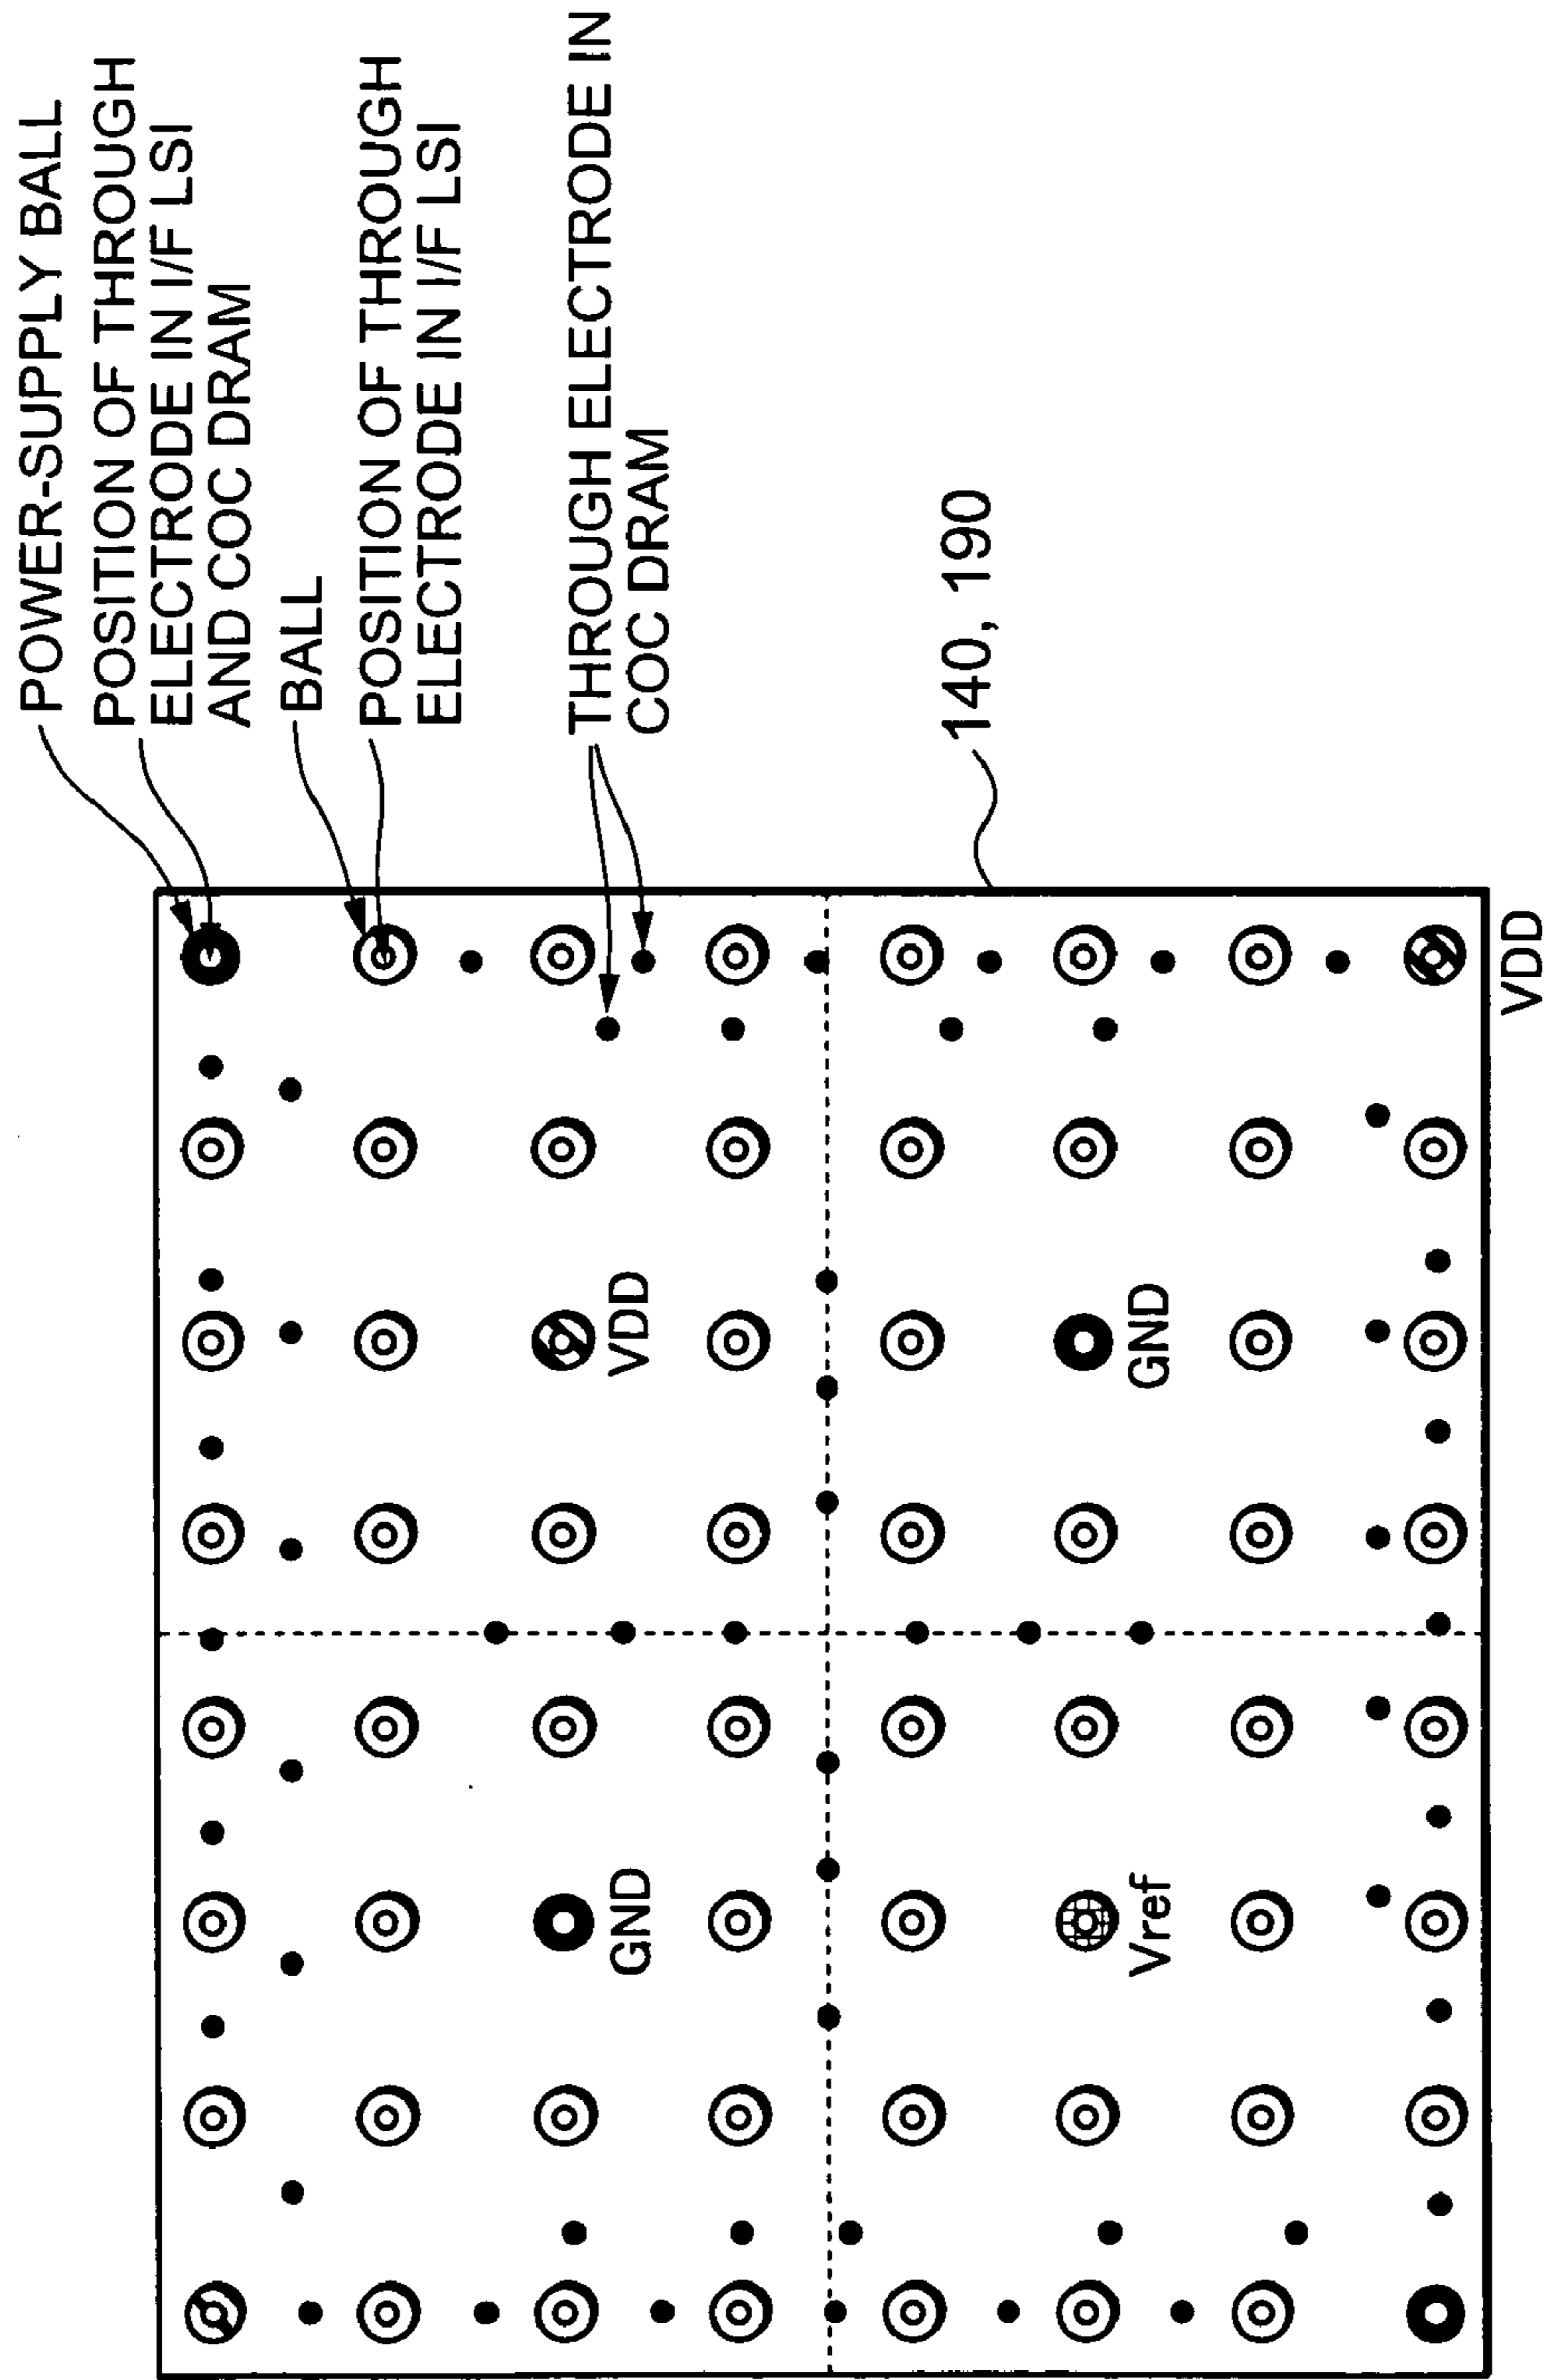 POWER-SUPPLY BALL
POSITION OF THROUGH
ELECTRODE IN I/F LSI
AND COC DRAM
BALL
POSITION OF THROUGH
ELECTRODE IN I/F LSI
THROUGH ELECTRODE IN
COC DRAM
140, 190
VDD
GND
VDD
GND
Vref